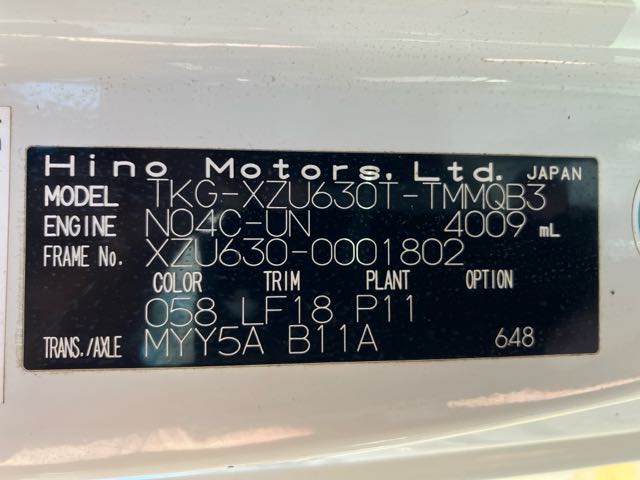 Hino Motors, Ltd. JAPAN
MODEL TKG-XZU630T-TMMQB3
ENGINE N04C-UN 4009 mL
FRAME No. XZU630-0001802
COLOR TRIM PLANT OPTION
058 LF18 P11
TRANS./AXLE MYY5A B11A 648